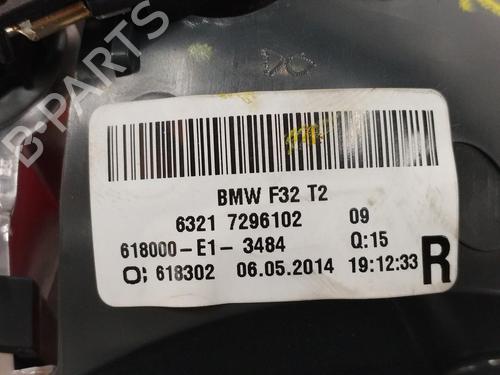 B-PARTS
BMW F32 T2
6321 7296102 09
618000-E1-3484 Q:15
O; 618302 06.05.2014 19:12:33 R